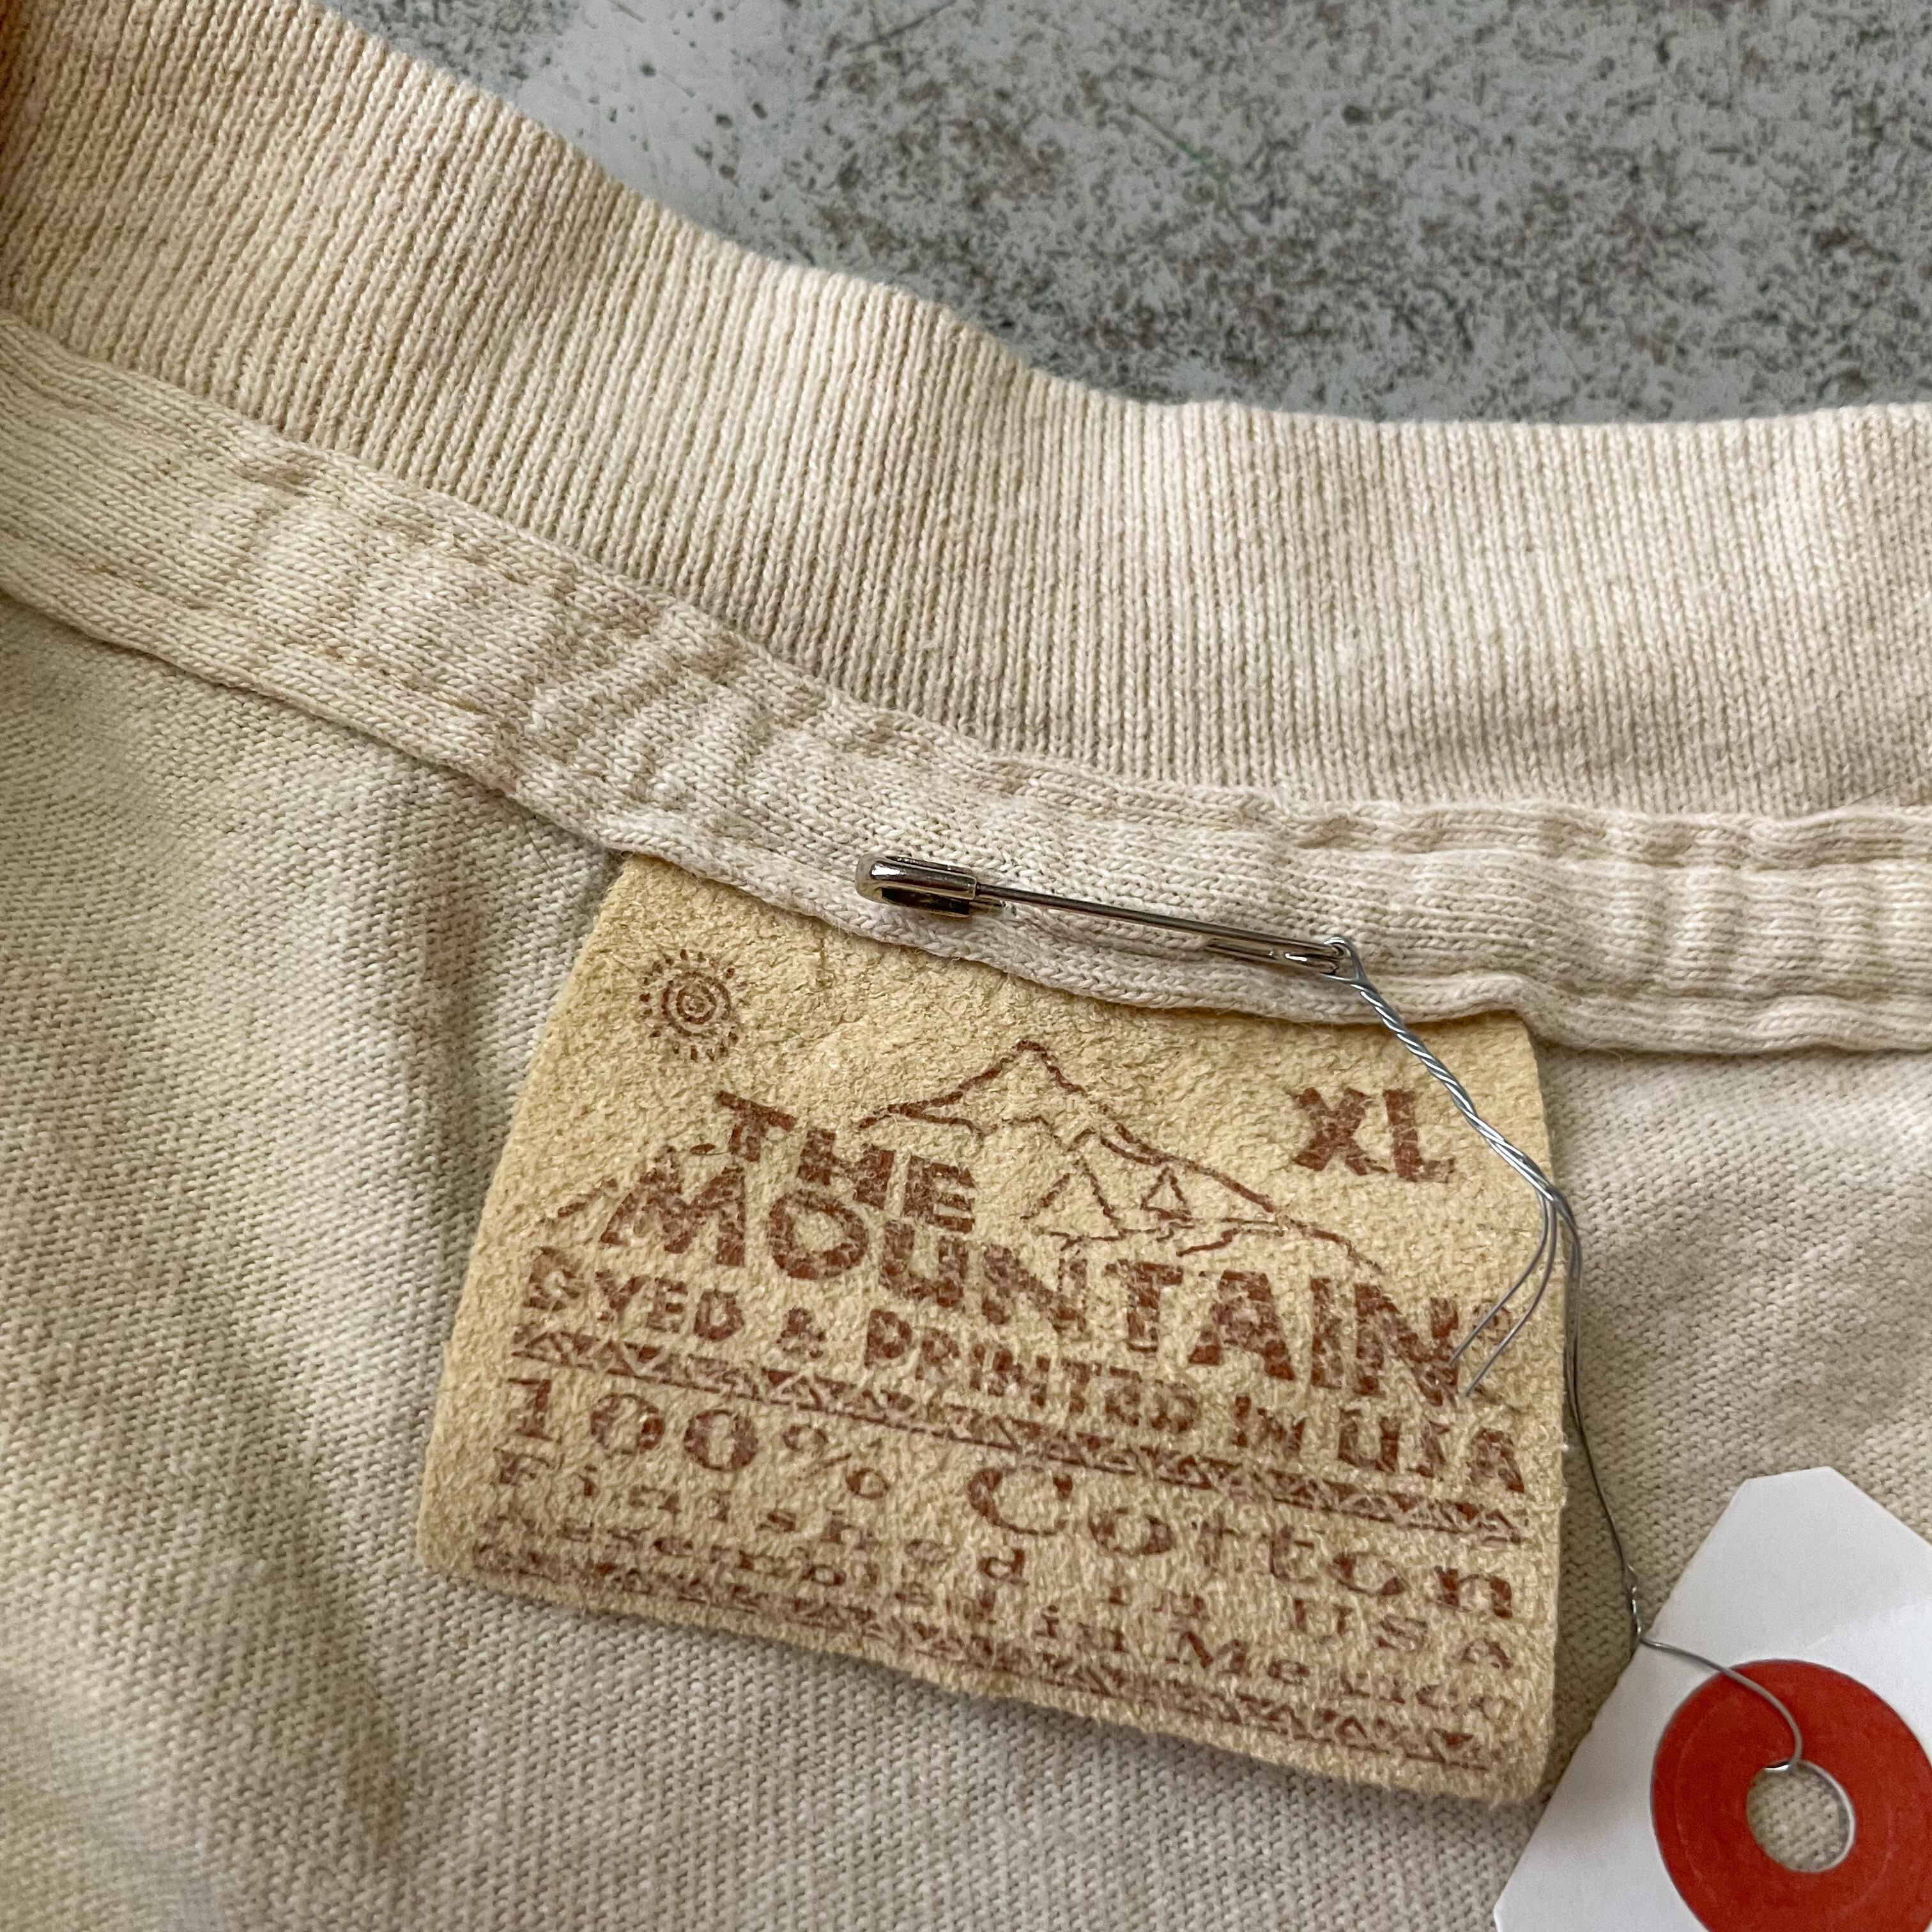 XL
THE
MOUNTAIN®
DYED & PRINTED IN USA
100% Cotton
Finished in USA
Assembled in Mexico